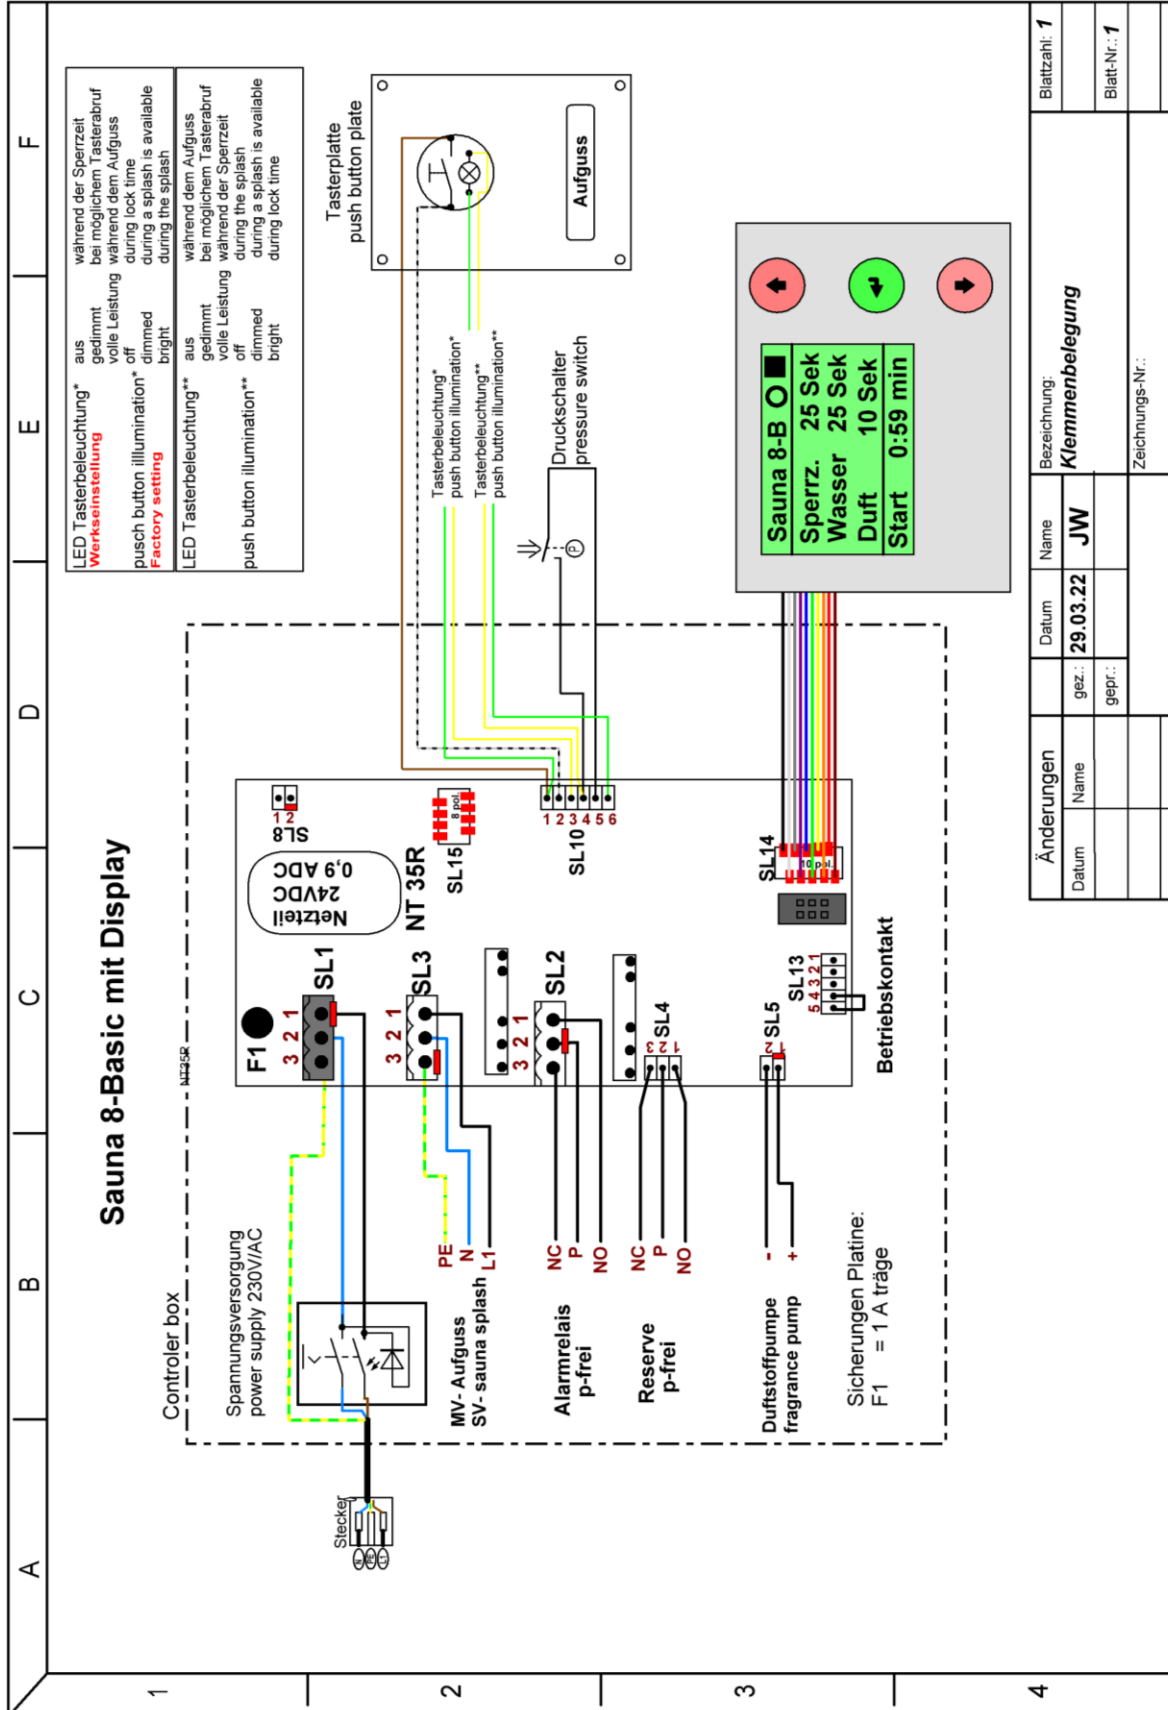 A
B
C
D
E
F
1
2
3
4
Sauna 8-Basic mit Display
LED Tasterbeleuchtung*
Werkseinstellung
aus während der Sperrzeit
gedimmt bei möglichem Tasterabruf
volle Leistung während dem Aufguss
pusch button illlumination*
Factory setting
off during lock time
dimmed during a splash is available
bright during the splash
LED Tasterbeleuchtung**
aus während dem Aufguss
gedimmt bei möglichem Tasterabruf
volle Leistung während der Sperrzeit
push button illumination**
off during the splash
dimmed during a splash is available
bright during lock time
Controler box
NT35R
Spannungsversorgung
power supply 230V/AC
Stecker
N
PE
L1
F1
3 2 1
SL1
Netzteil
24VDC
0,9 ADC
1 2
SL8
NT 35R
3 2 1
SL3
PE
N
L1
MV- Aufguss
SV- sauna splash
SL15
8 pol.
3 2 1
SL2
NC
P
NO
Alarmrelais
p-frei
1 2 3
SL4
NC
P
NO
Reserve
p-frei
1
2
3
4
5
6
SL10
Tasterbeleuchtung*
push button illumination*
Tasterbeleuchtung**
push button illumination**
Druckschalter
pressure switch
P
Tasterplatte
push button plate
Aufguss
1 2
SL5
-
+
Duftstoffpumpe
fragrance pump
SL13
5 4 3 2 1
Betriebskontakt
SL14
10 pol.
Sicherungen Platine:
F1 = 1 A träge
Sauna 8-B
Sperrz. 25 Sek
Wasser 25 Sek
Duft 10 Sek
Start 0:59 min
Änderungen
Datum Name
Datum Name
gez.: 29.03.22 JW
gepr.:
Bezeichnung:
Klemmenbelegung
Zeichnungs-Nr.:
Blattzahl: 1
Blatt-Nr.: 1